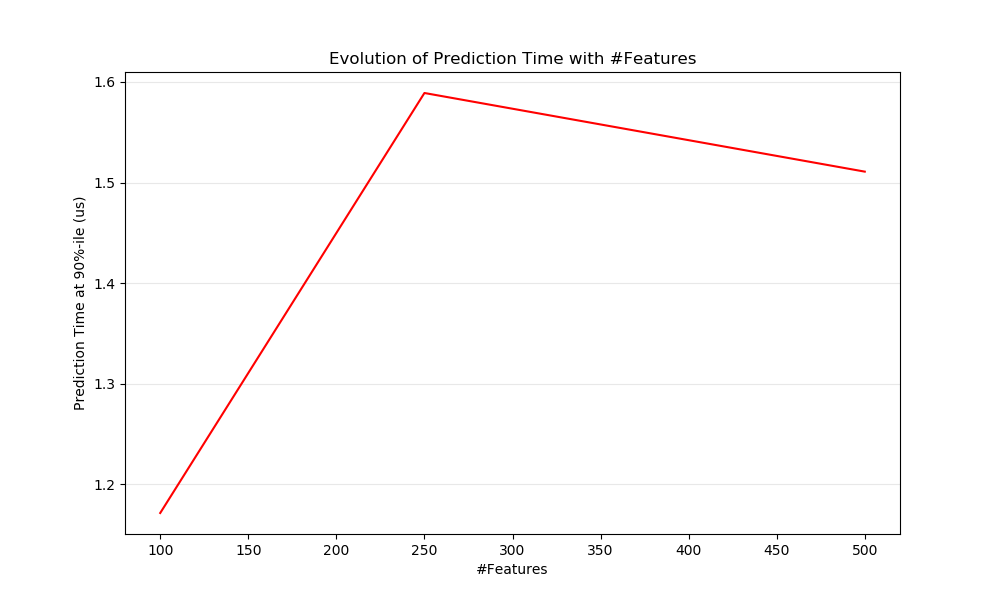 Evolution of Prediction Time with #Features
Prediction Time at 90%-ile (us)
1.6
1.5
1.4
1.3
1.2
100 150 200 250 300 350 400 450 500
#Features